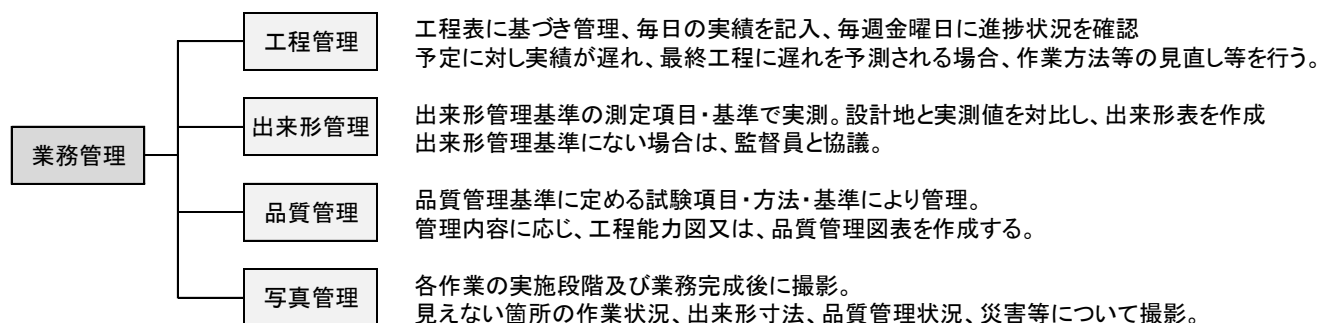 業務管理
工程管理
工程表に基づき管理、毎日の実績を記入、毎週金曜日に進捗状況を確認
予定に対し実績が遅れ、最終工程に遅れを予測される場合、作業方法等の見直し等を行う。
出来形管理
出来形管理基準の測定項目・基準で実測。設計地と実測値を対比し、出来形表を作成
出来形管理基準にない場合は、監督員と協議。
品質管理
品質管理基準に定める試験項目・方法・基準により管理。
管理内容に応じ、工程能力図又は、品質管理図表を作成する。
写真管理
各作業の実施段階及び業務完成後に撮影。
見えない箇所の作業状況、出来形寸法、品質管理状況、災害等について撮影。